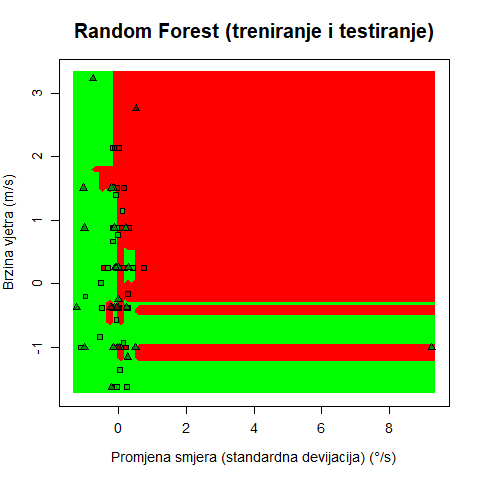 Random Forest (treniranje i testiranje)
Brzina vjetra (m/s)
3
2
1
0
-1
0 2 4 6 8
Promjena smjera (standardna devijacija) (°/s)